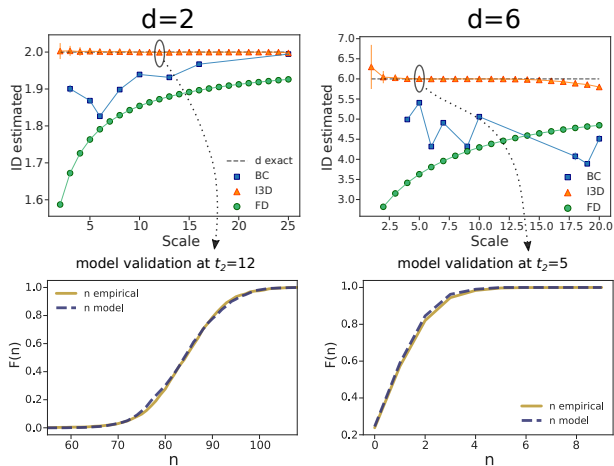 d=2
d=6
ID estimated
2.0
1.9
1.8
1.7
1.6
d exact
BC
I3D
FD
5
10
15
20
25
Scale
ID estimated
6.0
5.5
5.0
4.5
4.0
3.5
3.0
BC
I3D
FD
2.5
5.0
7.5
10.0
12.5
15.0
17.5
20.0
Scale
model validation at t₂=12
model validation at t₂=5
F(n)
1.0
0.8
0.6
0.4
0.2
0.0
n empirical
n model
60
70
80
90
100
n
F(n)
1.0
0.8
0.6
0.4
0.2
n empirical
n model
0
2
4
6
8
n